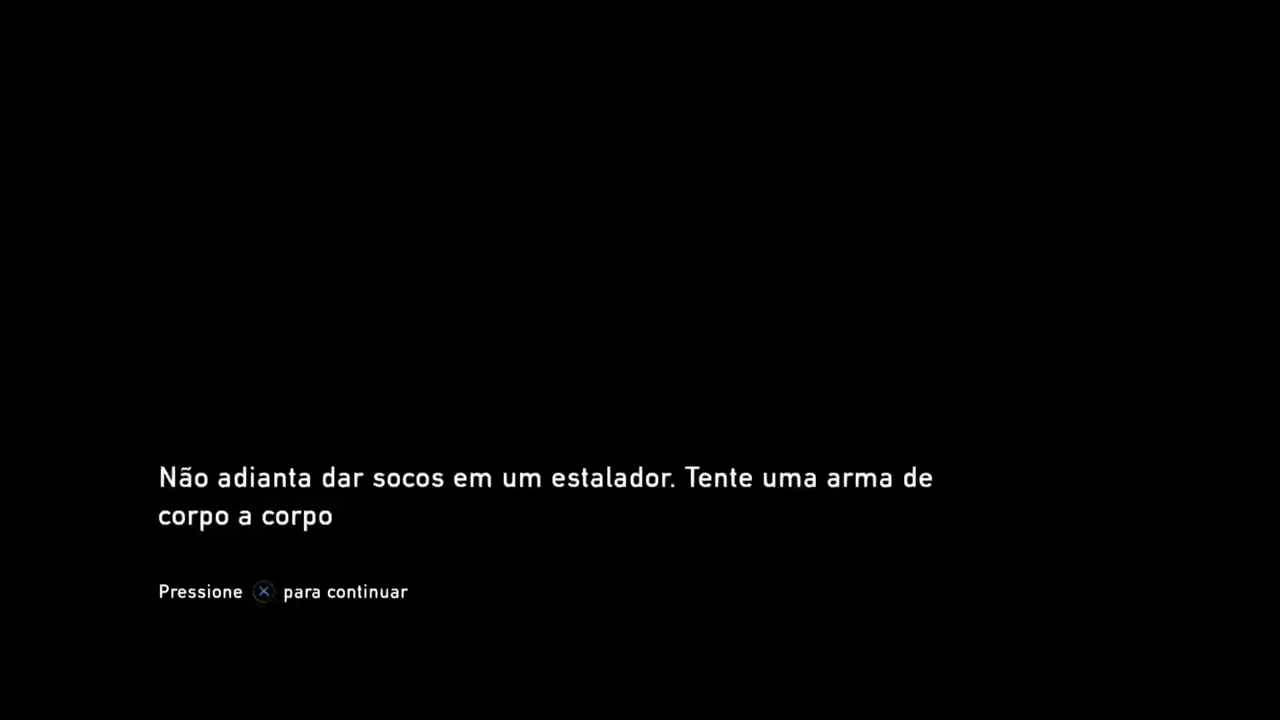 Não adianta dar socos em um estalador. Tente uma arma de
corpo a corpo
Pressione ✕ para continuar